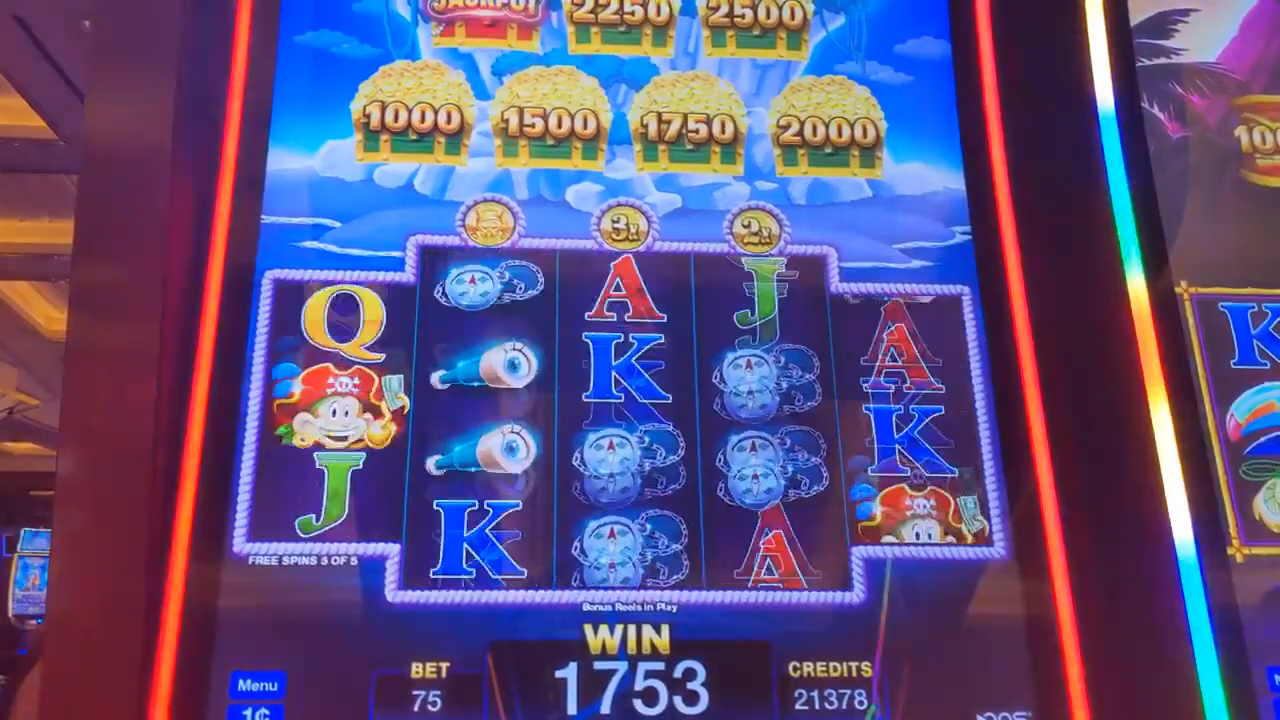 JACKPOT 2250 2500
1000 1500 1750 2000
3x 2x
Q A J A
K K
J K A
FREE SPINS 5 OF 5
Bonus Reels in Play
WIN
1753
BET
75
CREDITS
21378
Menu
1¢
K